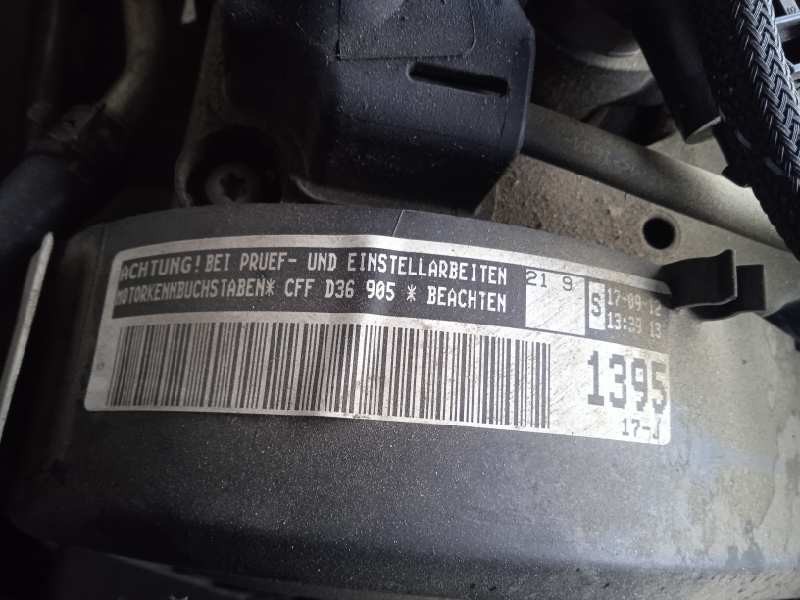 ACHTUNG! BEI PRUEF- UND EINSTELLARBEITEN
MOTORKENNBUCHSTABEN* CFF D36 905 * BEACHTEN
21 9
S
17-09-12
13:39 13
1395
17-J